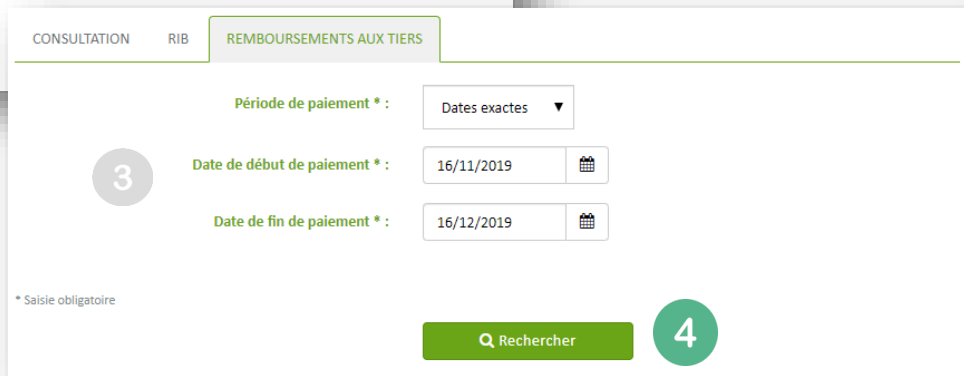 CONSULTATION RIB REMBOURSEMENTS AUX TIERS
Période de paiement * : Dates exactes
3
Date de début de paiement * : 16/11/2019
Date de fin de paiement * : 16/12/2019
* Saisie obligatoire
Rechercher 4